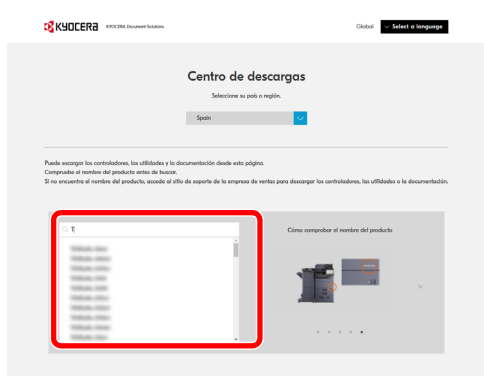 KYOCERA KYOCERA Document Solutions Global Select a language
Centro de descargas
Seleccione su país o región.
Spain
Puede escargar los controladores, las utilidades y la documentación desde esta página.
Compruebe el nombre del producto antes de buscar.
Si no encuentra el nombre del producto, acceda al sitio de soporte de la empresa de ventas para descargar los controladores, las utilidades o la documentación.
T
Cómo comprobar el nombre del producto